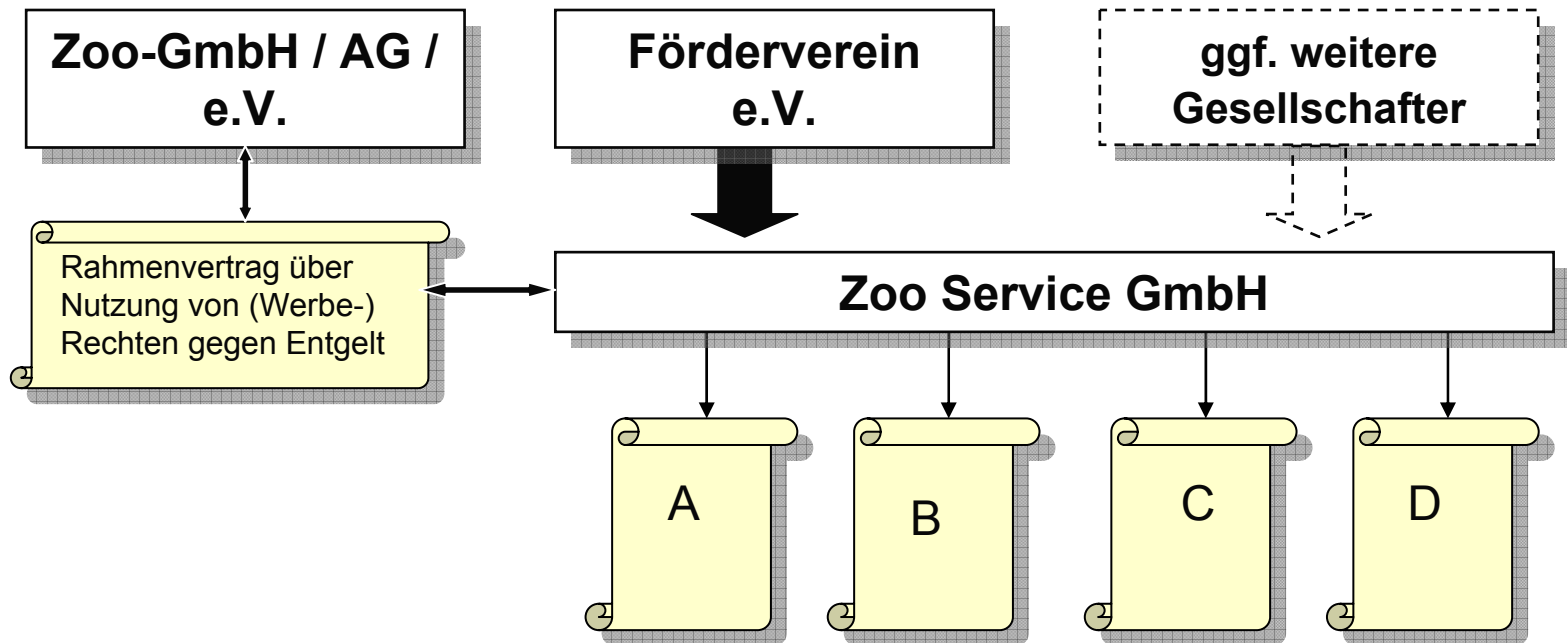 Zoo-GmbH / AG /
e.V.
Förderverein
e.V.
ggf. weitere
Gesellschafter
Rahmenvertrag über
Nutzung von (Werbe-)
Rechten gegen Entgelt
Zoo Service GmbH
A
B
C
D